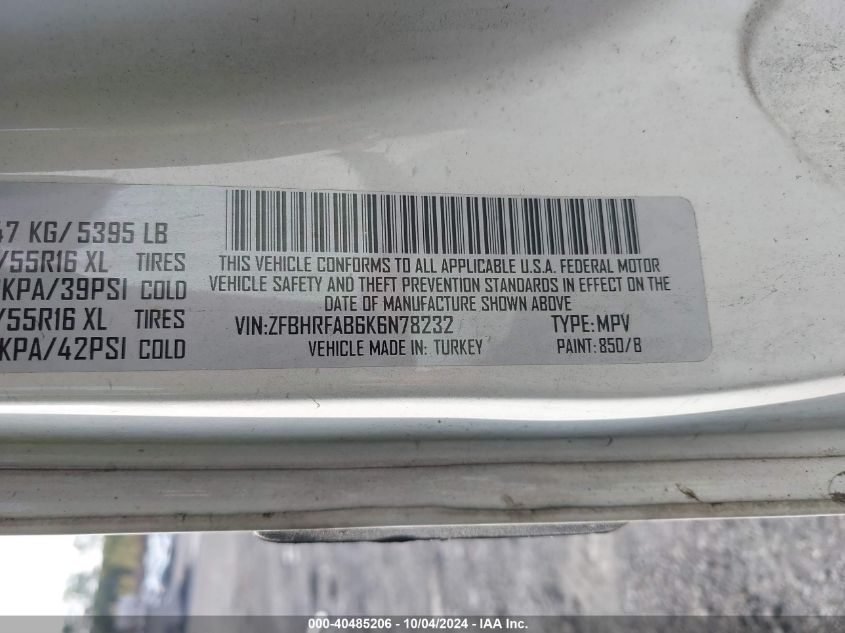 47 KG/ 5395 LB
/55R16 XL TIRES
KPA/39PSI COLD
/55R16 XL TIRES
KPA/42PSI COLD
THIS VEHICLE CONFORMS TO ALL APPLICABLE U.S.A. FEDERAL MOTOR
VEHICLE SAFETY AND THEFT PREVENTION STANDARDS IN EFFECT ON THE
DATE OF MANUFACTURE SHOWN ABOVE
VIN:ZFBHRFAB6K6N78232 TYPE:MPV
VEHICLE MADE IN: TURKEY PAINT: 850/B
000-40485206 - 10/04/2024 - IAA Inc.